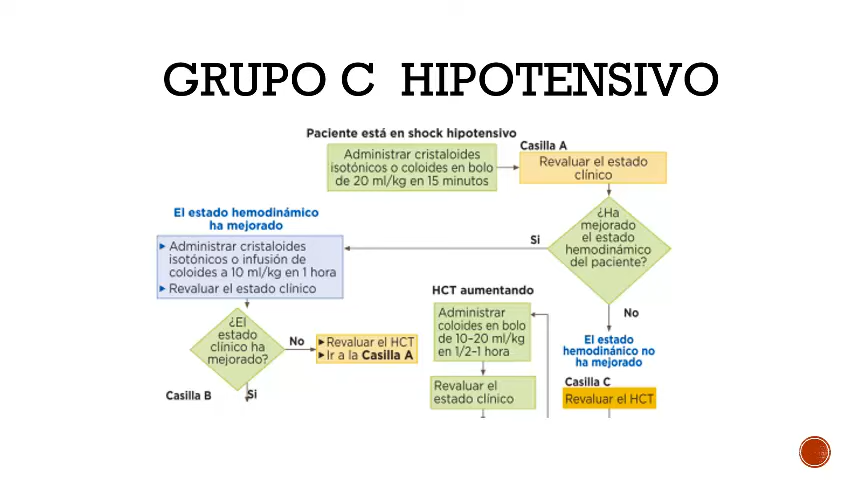 GRUPO C HIPOTENSIVO
Paciente está en shock hipotensivo
Administrar cristaloides
isotónicos o coloides en bolo
de 20 ml/kg en 15 minutos
Casilla A
Revaluar el estado
clínico
¿Ha
mejorado
el estado
hemodinámico
del paciente?
Si
El estado hemodinámico
ha mejorado
Administrar cristaloides
isotónicos o infusión de
coloides a 10 ml/kg en 1 hora
Revaluar el estado clínico
¿El
estado
clínico ha
mejorado?
No
Revaluar el HCT
Ir a la Casilla A
Casilla B
Si
HCT aumentando
Administrar
coloides en bolo
de 10-20 ml/kg
en 1/2-1 hora
Revaluar el
estado clínico
No
El estado
hemodinánico no
ha mejorado
Casilla C
Revaluar el HCT